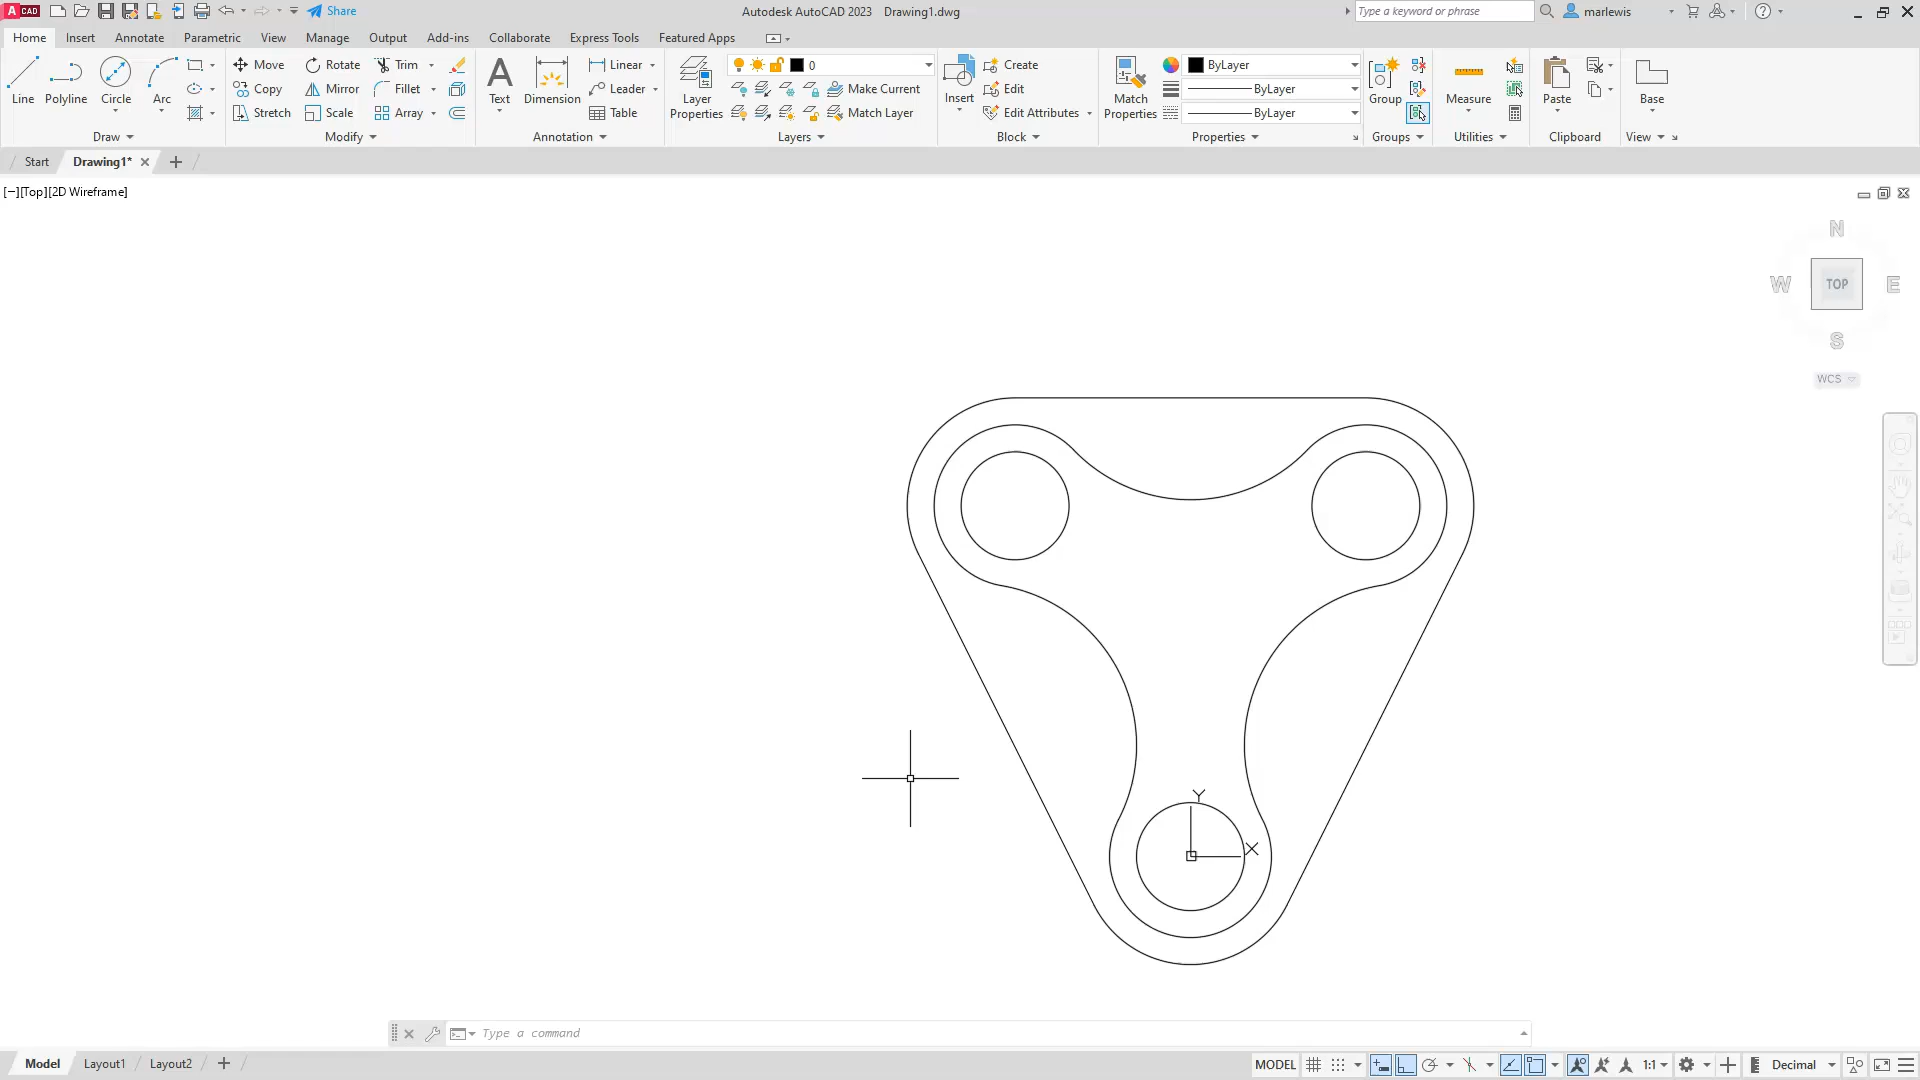 A CAD
Share
Autodesk AutoCAD 2023 Drawing1.dwg
Type a keyword or phrase
marlewis
Home Insert Annotate Parametric View Manage Output Add-ins Collaborate Express Tools Featured Apps
Line Polyline Circle Arc
Draw
Move Rotate Trim
Copy Mirror Fillet
Stretch Scale Array
Modify
Text Dimension
Linear
Leader
Table
Annotation
Layer Properties
0
Make Current
Match Layer
Layers
Insert
Create
Edit
Edit Attributes
Block
Match Properties
ByLayer
ByLayer
ByLayer
Properties
Group
Groups
Measure
Utilities
Paste
Clipboard
Base
View
Start Drawing1*
[−][Top][2D Wireframe]
N
W TOP E
S
WCS
Y
X
Type a command
Model Layout1 Layout2
MODEL 1:1 Decimal